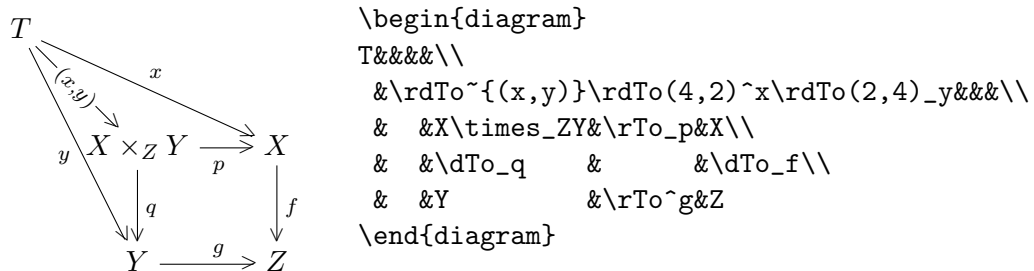 T
x
(x,y)
X ×_Z Y
p
X
y
q
f
Y
g
Z
\begin{diagram}
T&&&&\\
 &\rdTo~{(x,y)}\rdTo(4,2)^x\rdTo(2,4)_y&&&\\
 &  &X\times_ZY&\rTo_p&X\\
 &  &\dTo_q    &      &\dTo_f\\
 &  &Y         &\rTo^g&Z
\end{diagram}